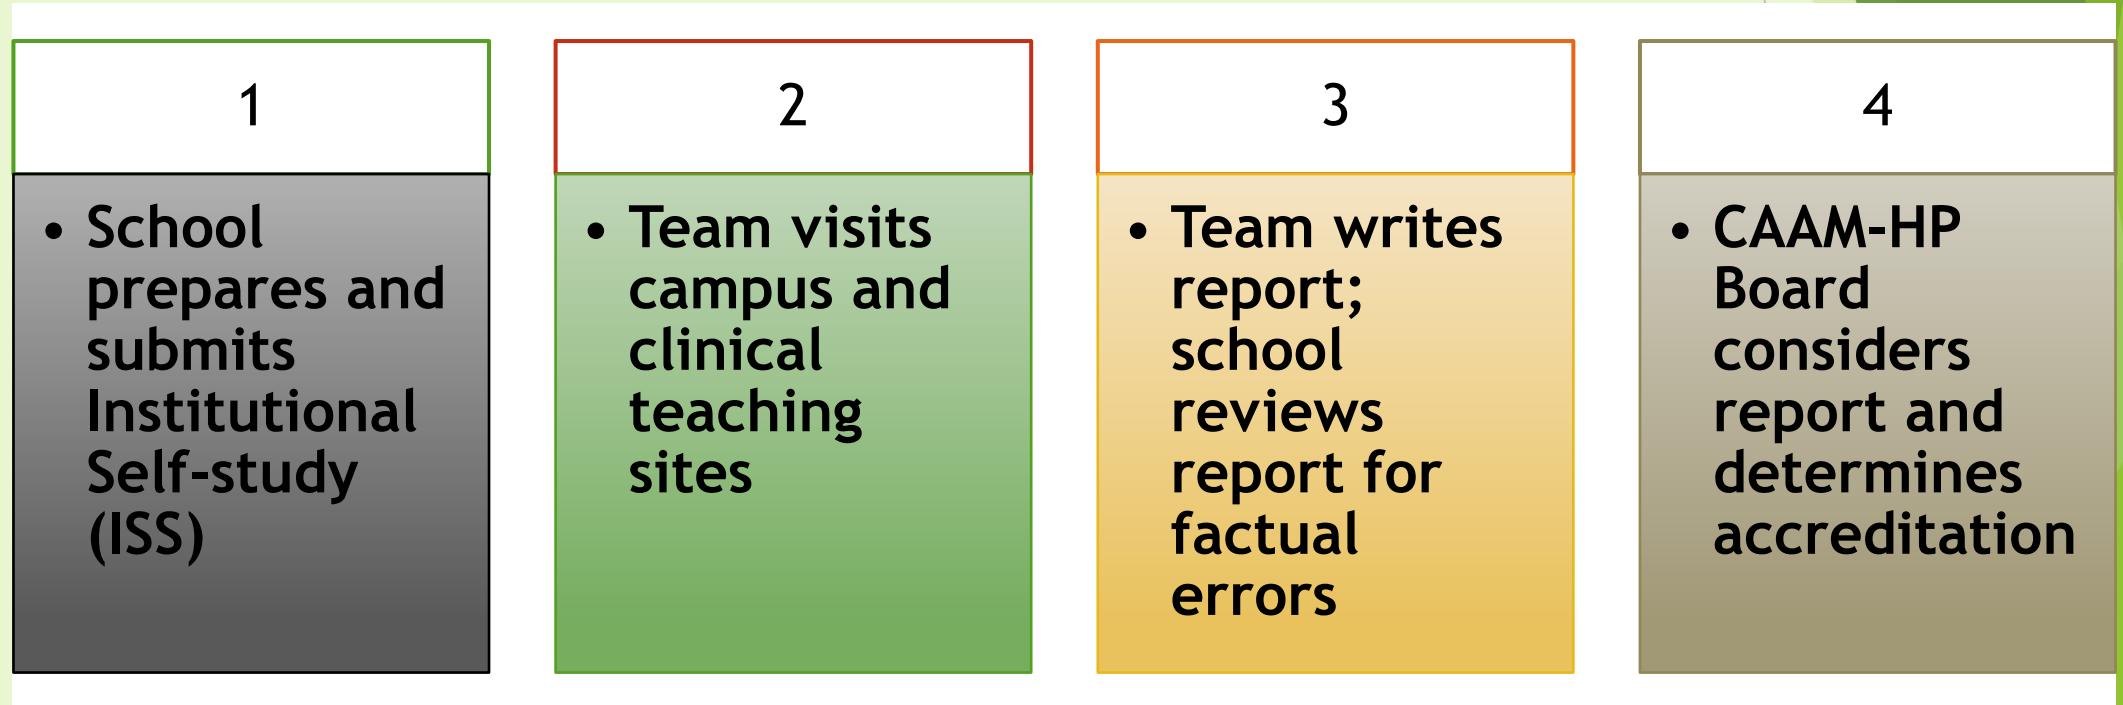 1
• School
prepares and
submits
Institutional
Self-study
(ISS)
2
• Team visits
campus and
clinical
teaching
sites
3
• Team writes
report;
school
reviews
report for
factual
errors
4
• CAAM-HP
Board
considers
report and
determines
accreditation